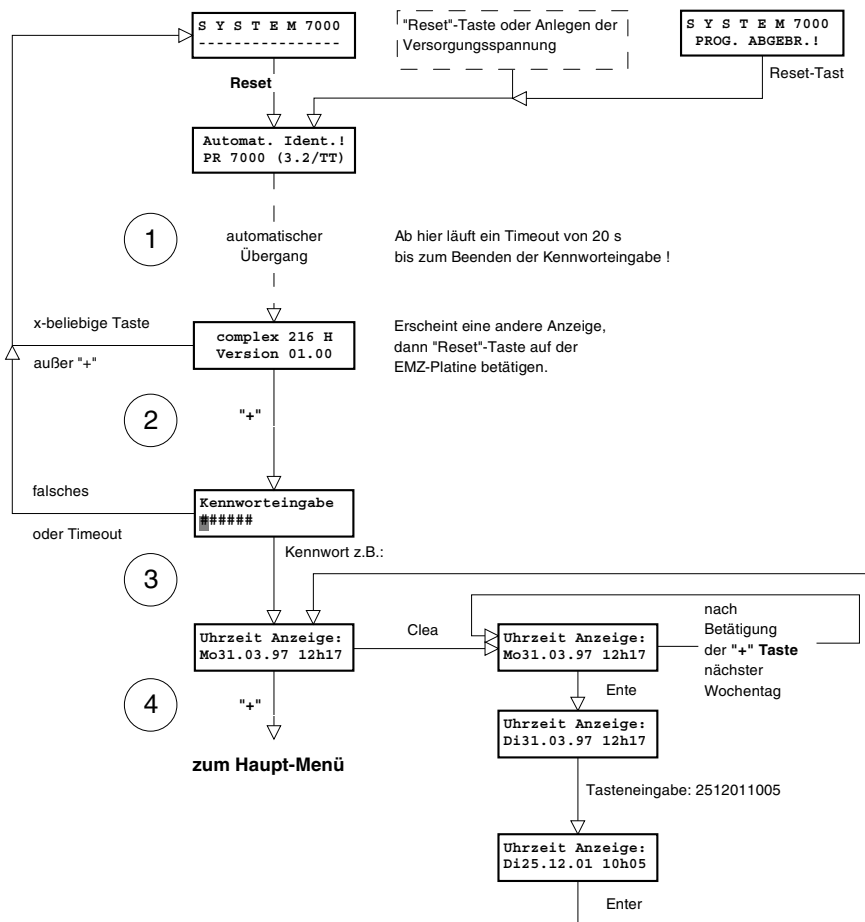 S Y S T E M 7000
----------------
"Reset"-Taste oder Anlegen der
Versorgungsspannung
S Y S T E M 7000
PROG. ABGEBR.!
Reset
Reset-Tast
Automat. Ident.!
PR 7000 (3.2/TT)
1
automatischer
Übergang
Ab hier läuft ein Timeout von 20 s
bis zum Beenden der Kennworteingabe !
x-beliebige Taste
außer "+"
complex 216 H
Version 01.00
Erscheint eine andere Anzeige,
dann "Reset"-Taste auf der
EMZ-Platine betätigen.
2
"+"
falsches
oder Timeout
Kennworteingabe
######
Kennwort z.B.:
3
Uhrzeit Anzeige:
Mo31.03.97 12h17
Clea
Uhrzeit Anzeige:
Mo31.03.97 12h17
nach
Betätigung
der "+" Taste
nächster
Wochentag
4
"+"
zum Haupt-Menü
Ente
Uhrzeit Anzeige:
Di31.03.97 12h17
Tasteneingabe: 2512011005
Uhrzeit Anzeige:
Di25.12.01 10h05
Enter